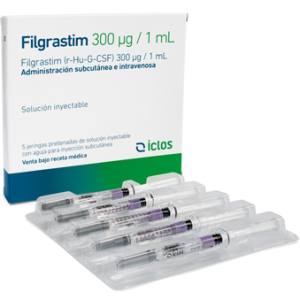 Filgrastim 300 µg / 1 mL
Filgrastim (r-Hu-G-CSF) 300 µg / 1 mL
Administración subcutánea e intravenosa
Solución inyectable
5 jeringas prellenadas de solución inyectable
con aguja para inyección subcutánea
Venta bajo receta médica
iclos